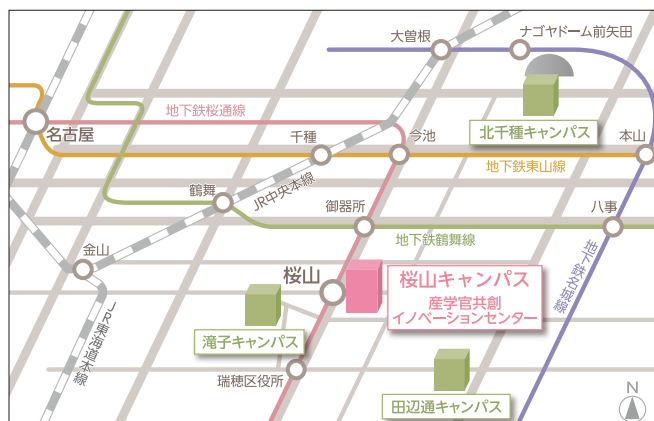 大曽根
ナゴヤドーム前矢田
地下鉄桜通線
名古屋
千種
今池
北千種キャンパス
本山
地下鉄東山線
JR中央本線
鶴舞
御器所
八事
地下鉄鶴舞線
金山
地下鉄名城線
桜山
桜山キャンパス
産学官共創
イノベーションセンター
JR東海道本線
滝子キャンパス
瑞穂区役所
田辺通キャンパス
N